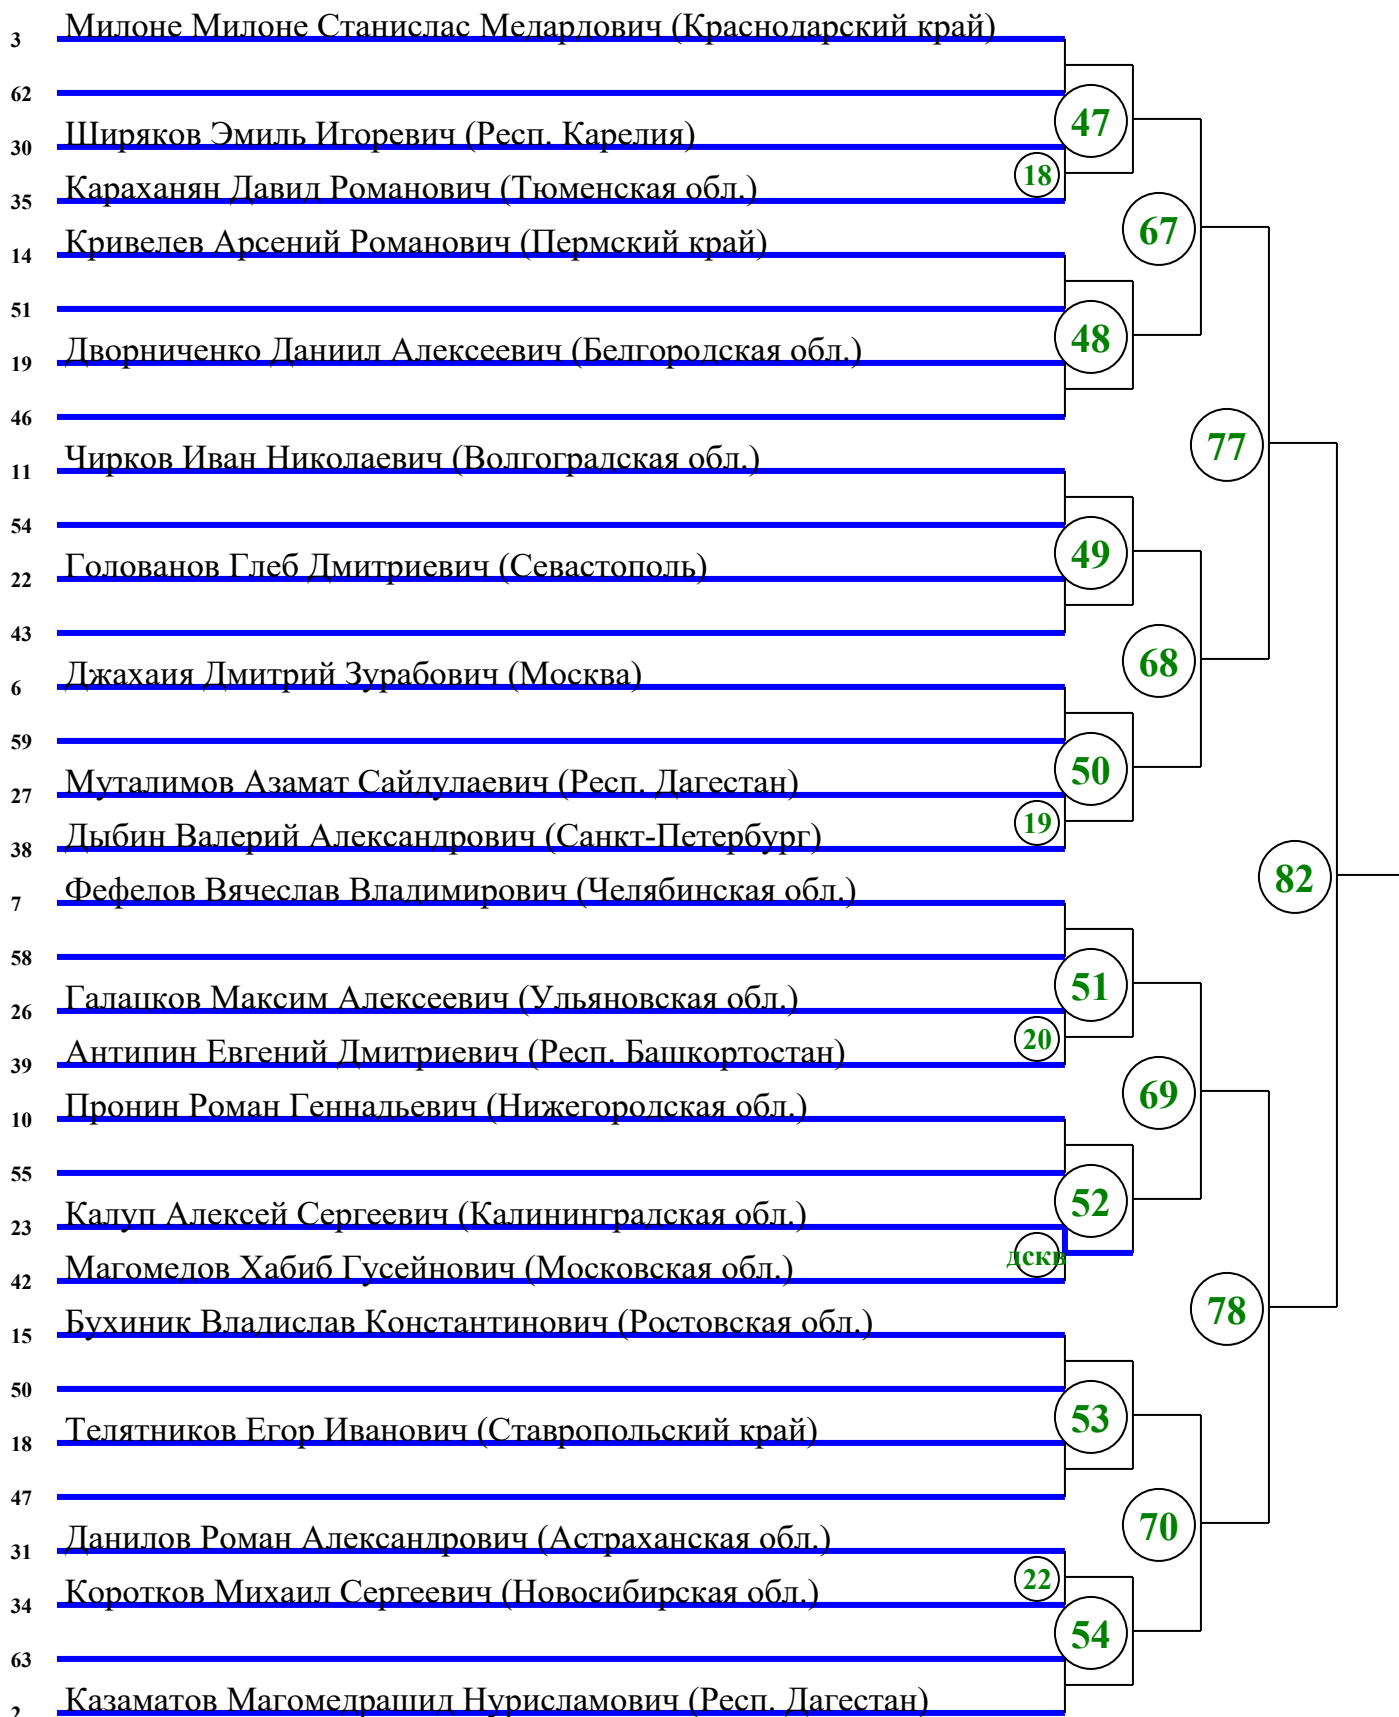 3 Милоне Милоне Станислас Медардович (Краснодарский край)
62
47
30 Ширяков Эмиль Игоревич (Респ. Карелия)
18
35 Караханян Давид Романович (Тюменская обл.)
67
14 Кривелев Арсений Романович (Пермский край)
51
48
19 Дворниченко Даниил Алексеевич (Белгородская обл.)
46
77
11 Чирков Иван Николаевич (Волгоградская обл.)
54
49
22 Голованов Глеб Дмитриевич (Севастополь)
43
68
6 Джахаия Дмитрий Зурабович (Москва)
59
50
27 Муталимов Азамат Сайдулаевич (Респ. Дагестан)
19
38 Дыбин Валерий Александрович (Санкт-Петербург)
82
7 Фефелов Вячеслав Владимирович (Челябинская обл.)
58
51
26 Галацков Максим Алексеевич (Ульяновская обл.)
20
39 Антипин Евгений Дмитриевич (Респ. Башкортостан)
69
10 Пронин Роман Геннадьевич (Нижегородская обл.)
55
52
23 Калуп Алексей Сергеевич (Калининградская обл.)
дскв
42 Магомедов Хабиб Гусейнович (Московская обл.)
78
15 Бухиник Владислав Константинович (Ростовская обл.)
50
53
18 Телятников Егор Иванович (Ставропольский край)
47
70
31 Данилов Роман Александрович (Астраханская обл.)
22
34 Коротков Михаил Сергеевич (Новосибирская обл.)
54
63
2 Казаматов Магомедрашид Нурисламович (Респ. Дагестан)